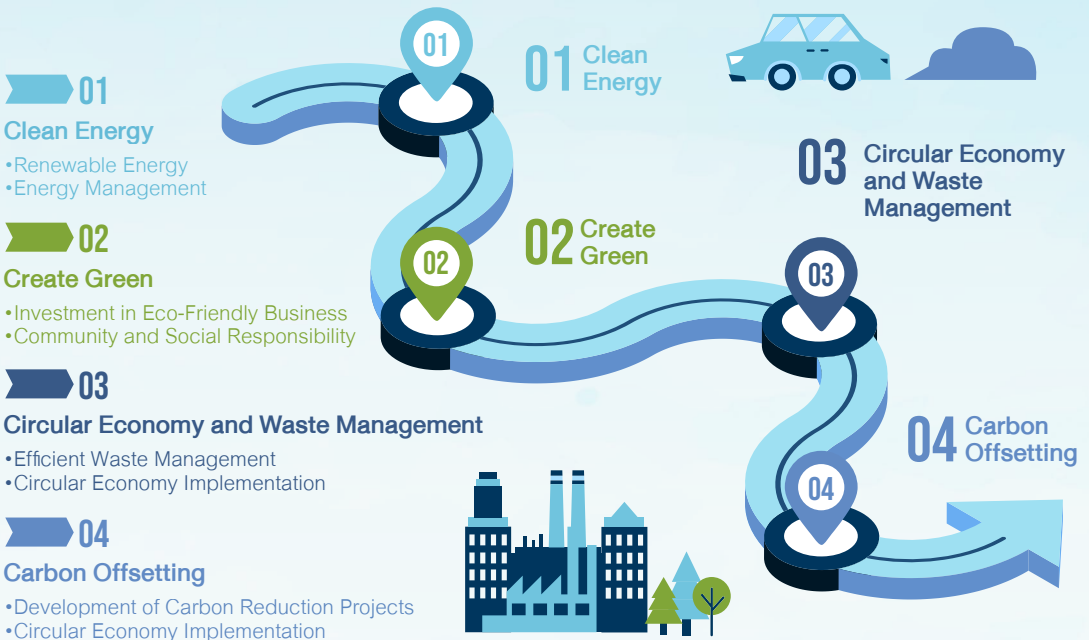 01
Clean Energy
•Renewable Energy
•Energy Management
02
Create Green
•Investment in Eco-Friendly Business
•Community and Social Responsibility
03
Circular Economy and Waste Management
•Efficient Waste Management
•Circular Economy Implementation
04
Carbon Offsetting
•Development of Carbon Reduction Projects
•Circular Economy Implementation
01
01 Clean
Energy
02
02 Create
Green
03
03 Circular Economy
and Waste
Management
04
04 Carbon
Offsetting